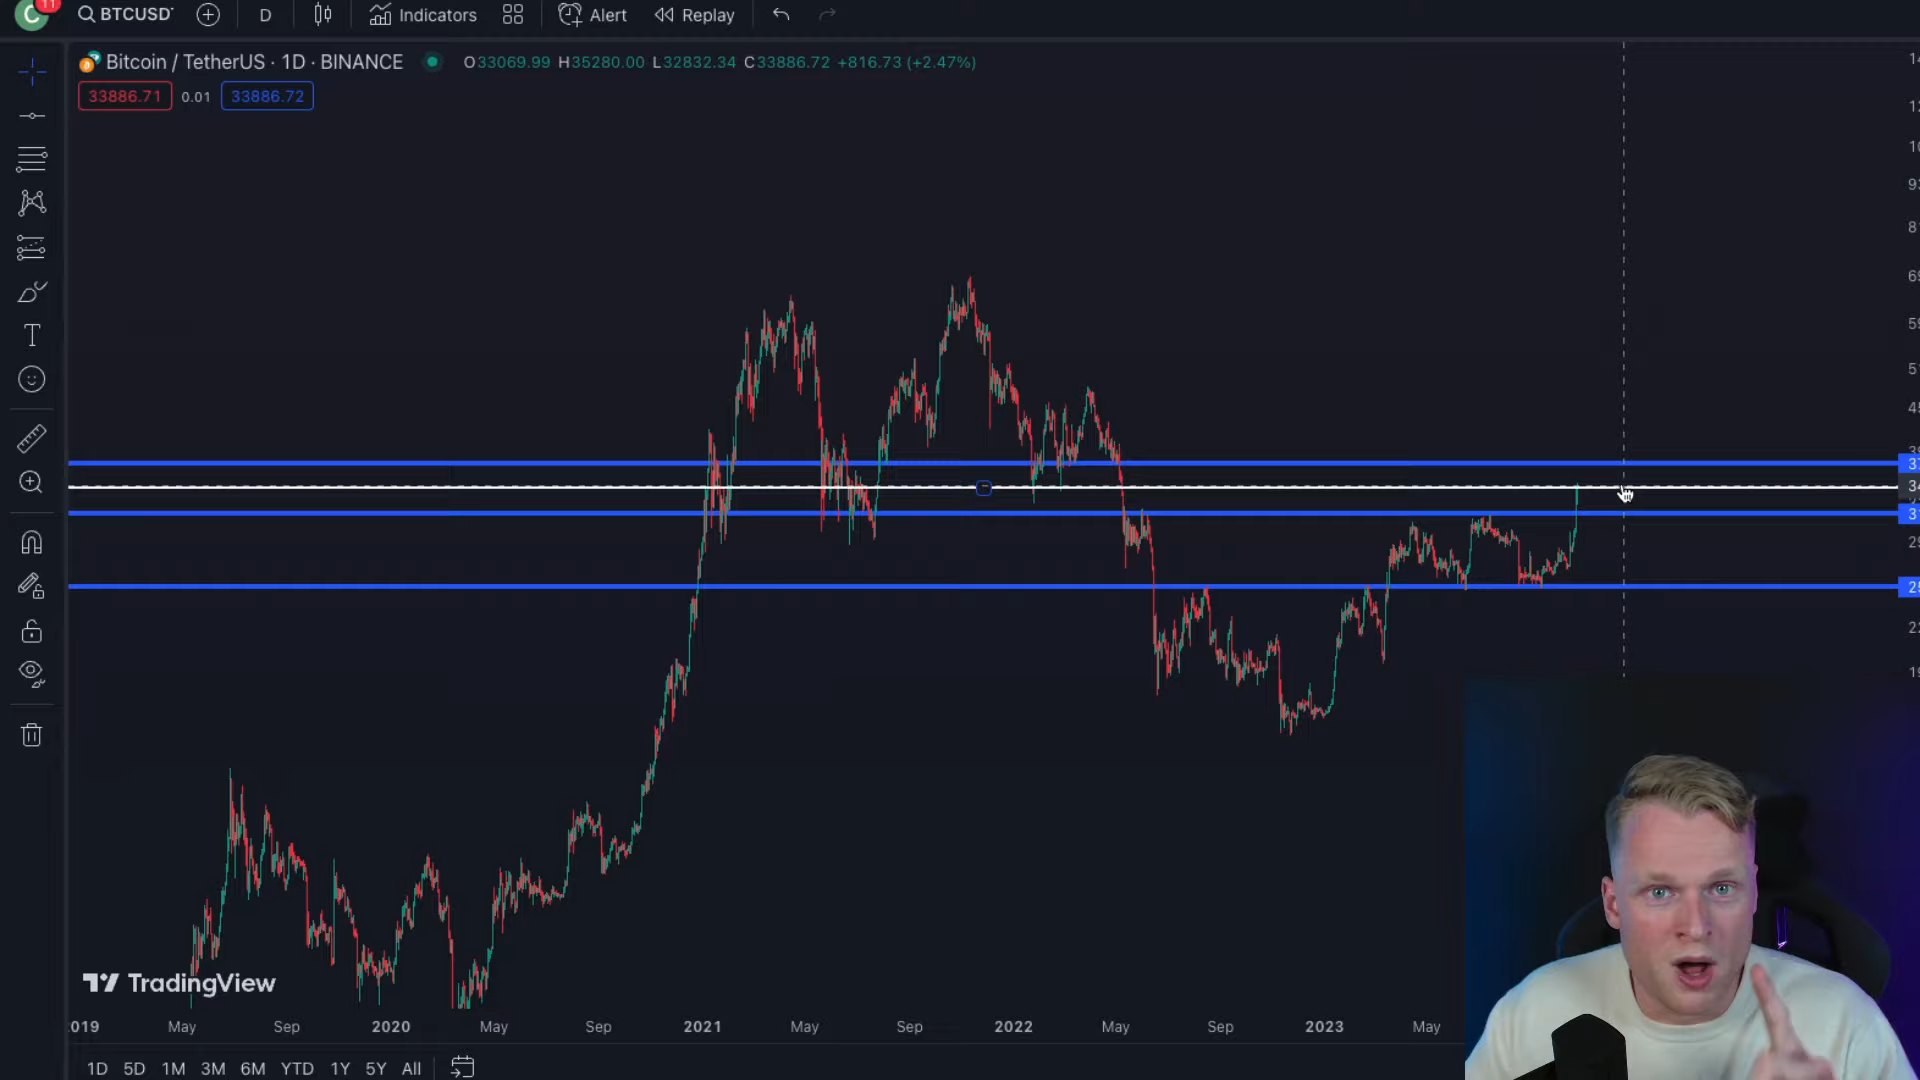 C 11 BTCUSD D Indicators Alert Replay
Bitcoin / TetherUS · 1D · BINANCE O33069.99 H35280.00 L32832.34 C33886.72 +816.73 (+2.47%)
33886.71 0.01 33886.72
TradingView
May Sep 2020 May Sep 2021 May Sep 2022 May Sep 2023 May
1D 5D 1M 3M 6M YTD 1Y 5Y All